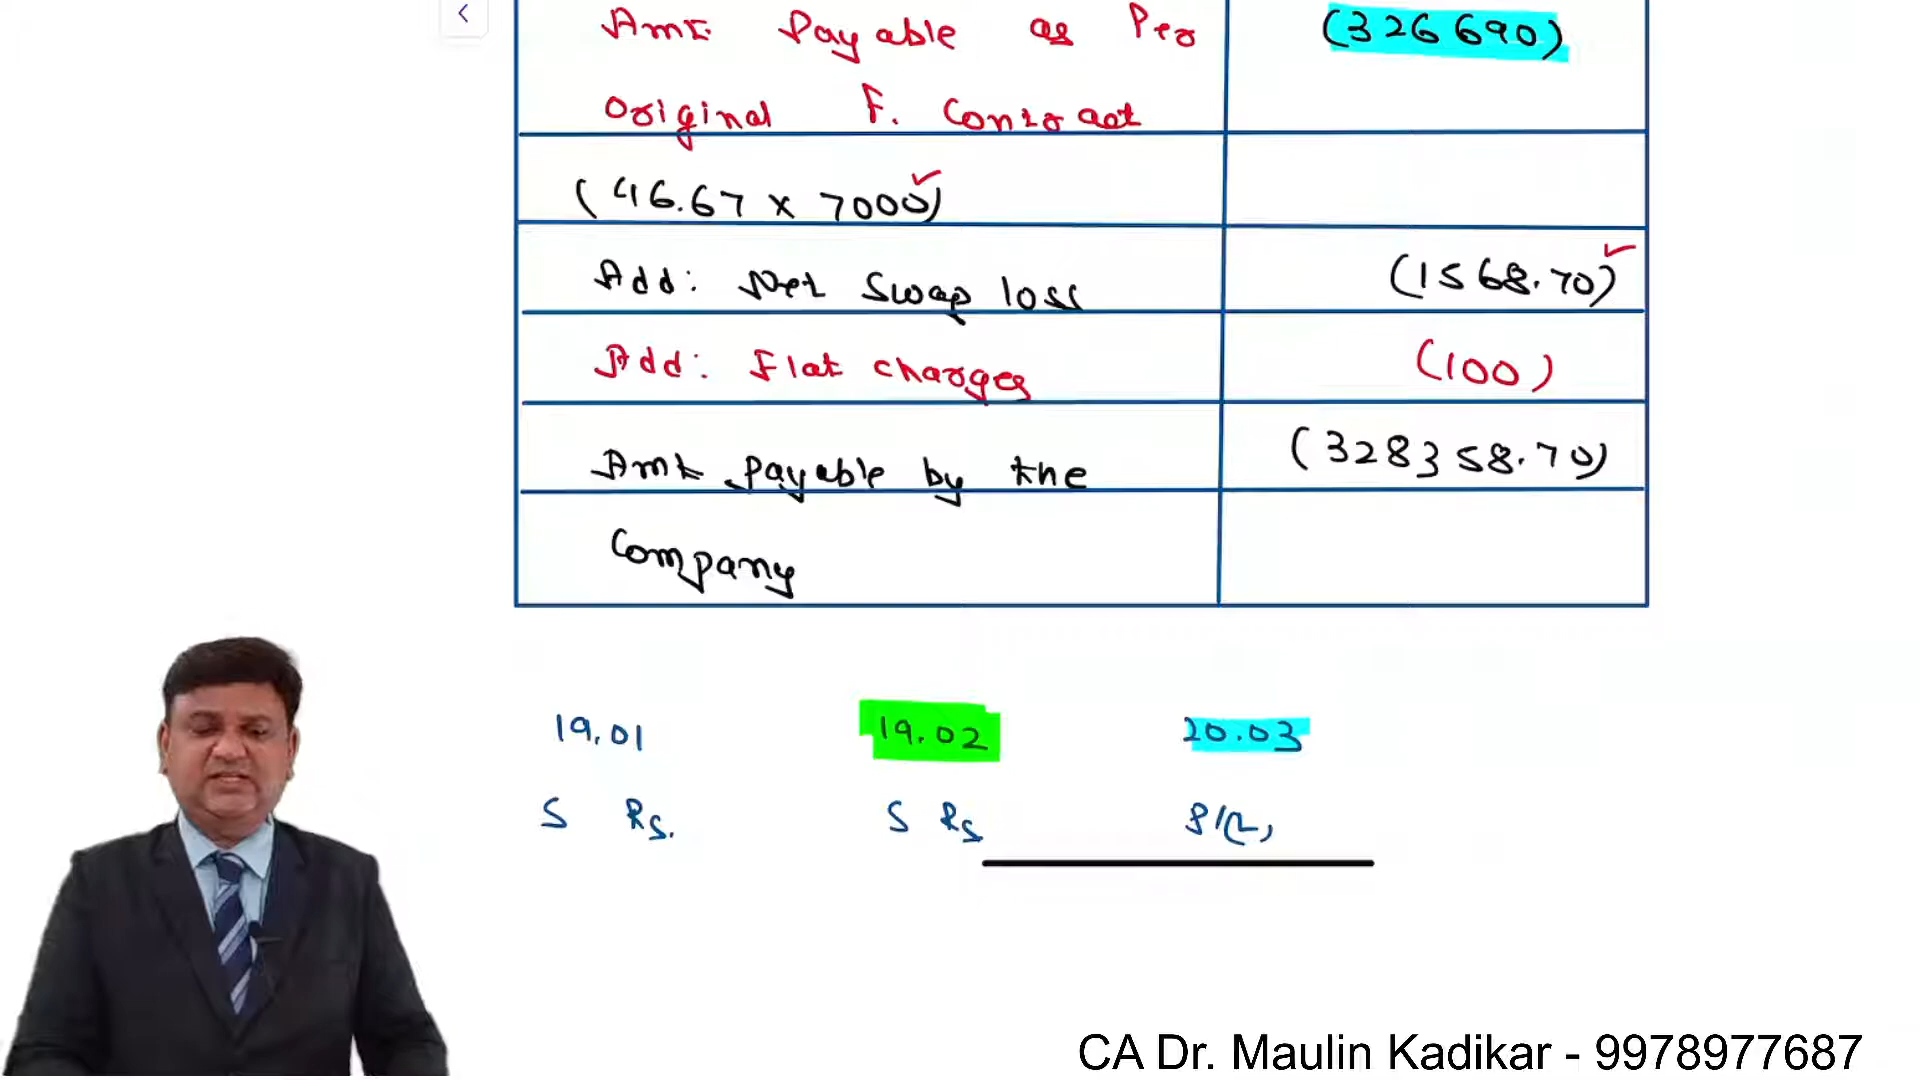 Amt. Payable as Per (326690)
Original F. Contract
(46.67 x 7000)
Add: Net Swap loss (1568.70)
Add: Flat charges (100)
Amt Payable by the (328358.70)
Company
19.01 19.02 20.03
S Rs. S Rs
CA Dr. Maulin Kadikar - 9978977687